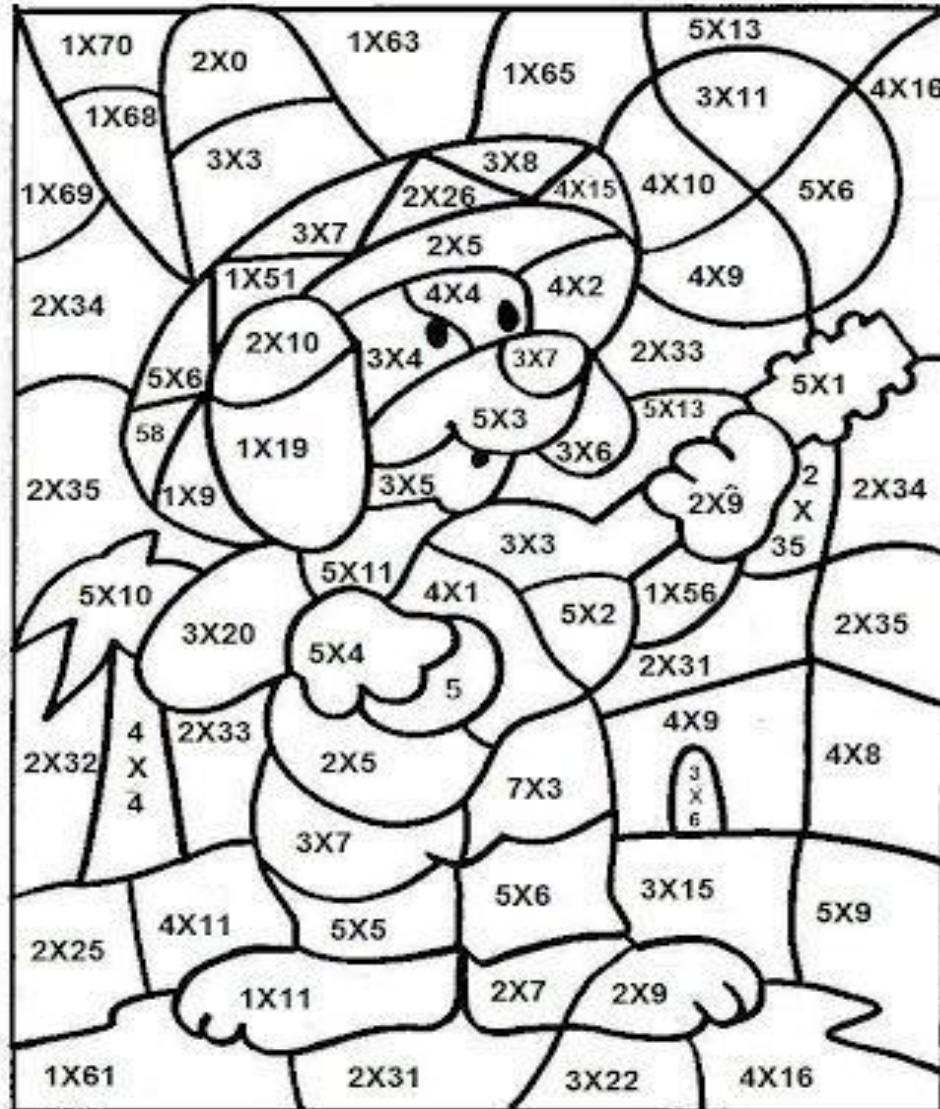 5X13
1X70
1X63
2X0
1X65
4X16
3X11
1X68
3X3
3X8
1X69
2X26
4X15
4X10
5X6
3X7
2X5
1X51
4X9
2X34
4X4
4X2
2X10
3X4
3X7
2X33
5X6
5X1
5X13
58
5X3
1X19
3X6
2X35
1X9
3X5
2X9
2
X
35
2X34
3X3
5X11
5X10
4X1
1X56
5X2
3X20
2X35
5X4
2X31
5
4X9
2X33
4
X
4
2X32
2X5
4X8
7X3
3
X
6
3X7
3X15
5X6
5X9
4X11
5X5
2X25
2X7
2X9
1X11
1X61
2X31
3X22
4X16